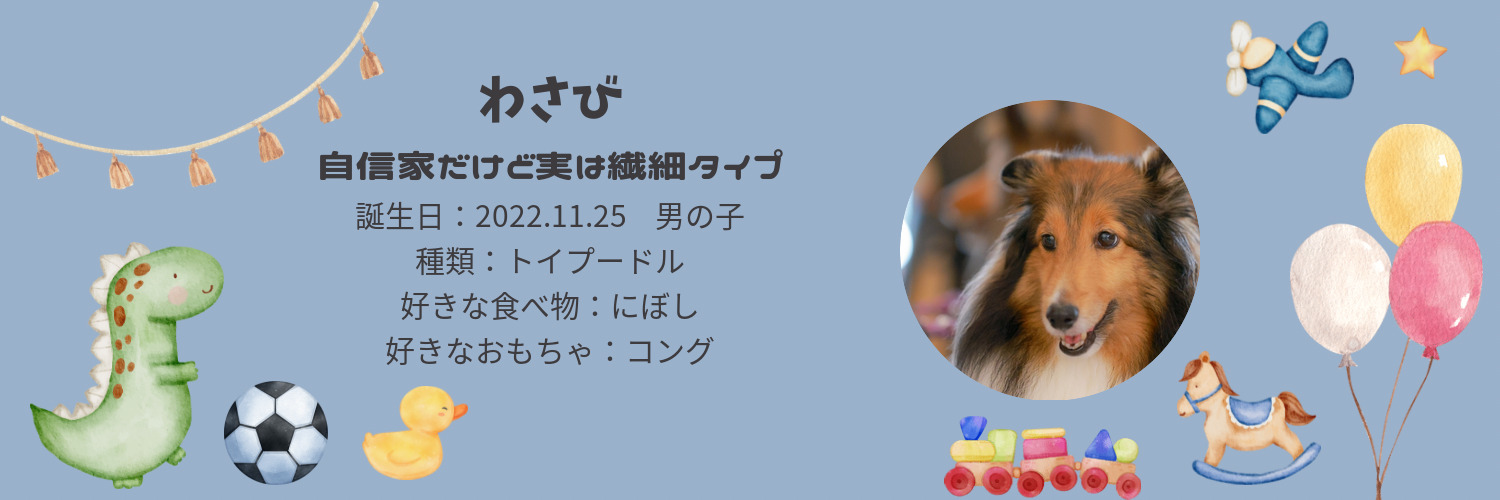 わさび
自信家だけど実は繊細タイプ
誕生日：2022.11.25　男の子
種類：トイプードル
好きな食べ物：にぼし
好きなおもちゃ：コング